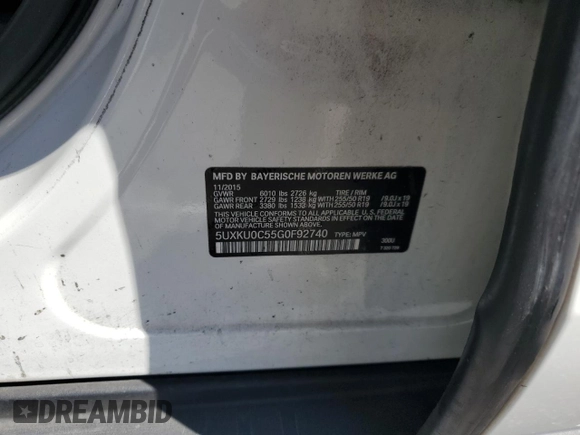 MFD BY BAYERISCHE MOTOREN WERKE AG
11/2015
GVWR 6010 lbs 2726 kg TIRE / RIM
GAWR FRONT 2729 lbs 1238 kg WITH 255/50 R19 /9.0J x 19
GAWR REAR 3380 lbs 1533 kg WITH 255/50 R19 /9.0J x 19
THIS VEHICLE CONFORMS TO ALL APPLICABLE U.S. FEDERAL
MOTOR VEHICLE SAFETY STANDARDS IN EFFECT ON THE DATE OF
MANUFACTURE SHOWN ABOVE.
5UXKU0C55G0F92740 TYPE: MPV 300U
DREAMBID